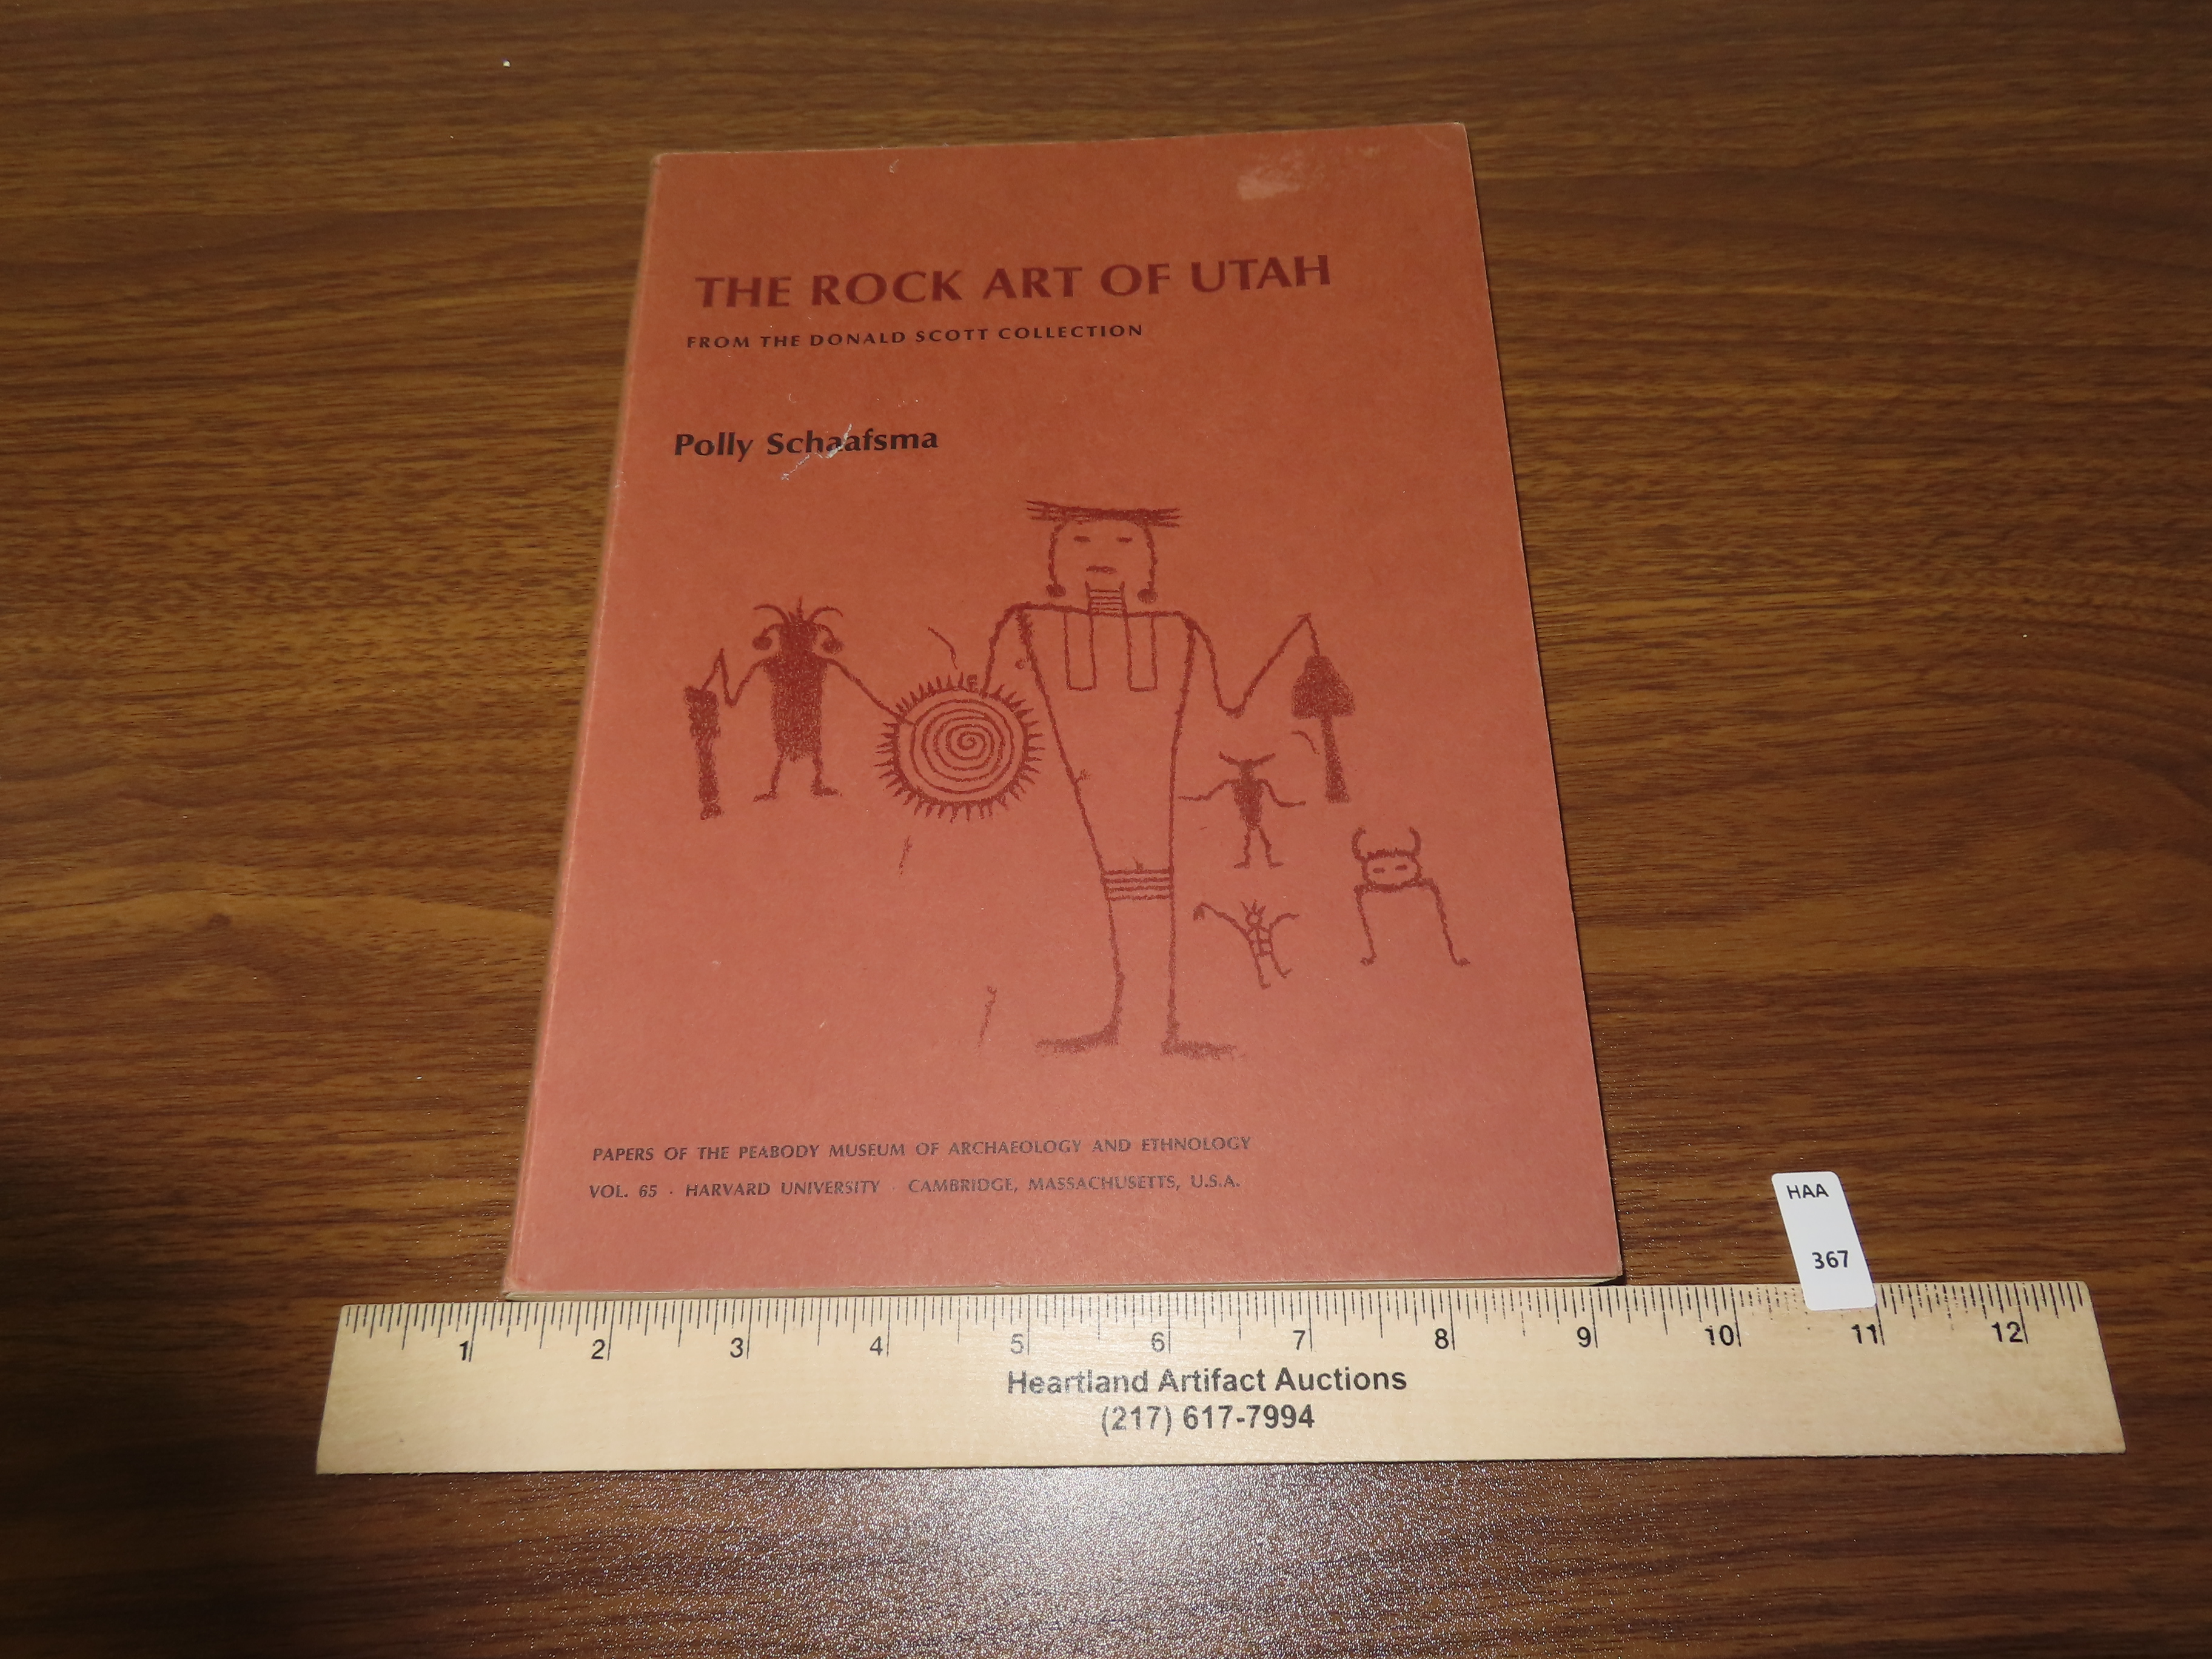 THE ROCK ART OF UTAH
FROM THE DONALD SCOTT COLLECTION
Polly Schaafsma
PAPERS OF THE PEABODY MUSEUM OF ARCHAEOLOGY AND ETHNOLOGY
VOL. 65 · HARVARD UNIVERSITY · CAMBRIDGE, MASSACHUSETTS, U.S.A.
HAA
367
1 2 3 4 5 6 7 8 9 10 11 12
Heartland Artifact Auctions
(217) 617-7994